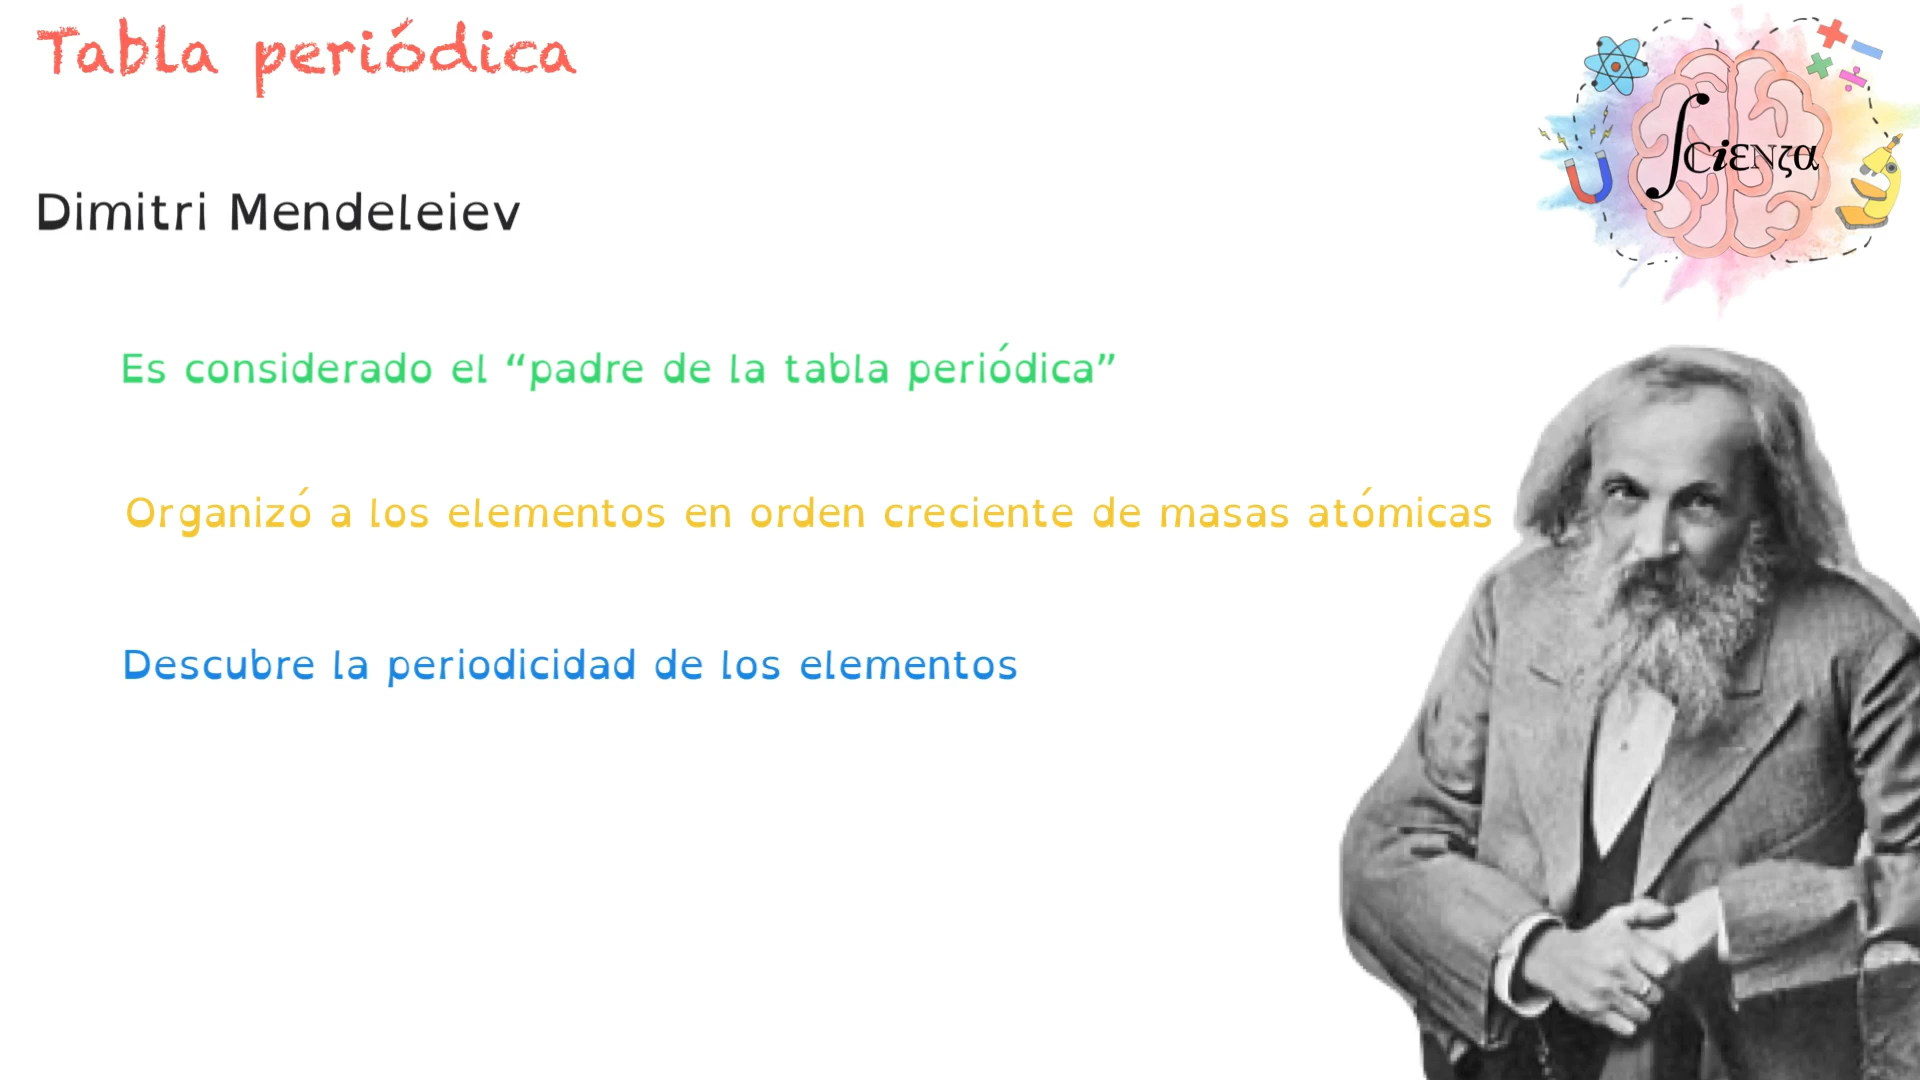 Tabla periódica
∫CiENζα
Dimitri Mendeleiev
Es considerado el “padre de la tabla periódica”
Organizó a los elementos en orden creciente de masas atómicas
Descubre la periodicidad de los elementos